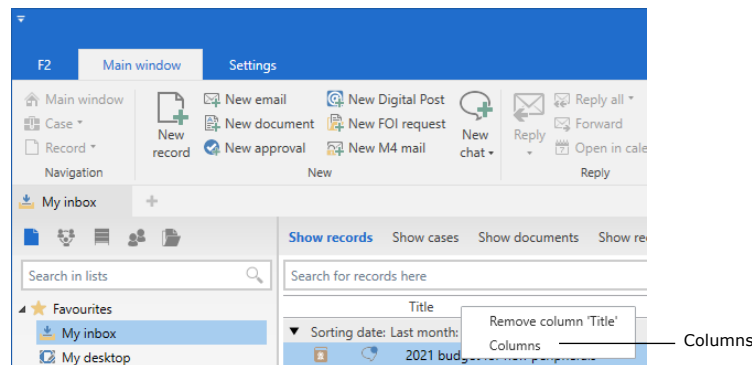 F2 Main window Settings
Main window
Case
Record
Navigation
New record
New email
New document
New approval
New Digital Post
New FOI request
New M4 mail
New chat
New
Reply
Reply all
Forward
Open in cale
Reply
My inbox
Show records Show cases Show documents Show re
Search in lists
Search for records here
Favourites
My inbox
My desktop
Title
Sorting date: Last month:
2021 budget for new peripherals
Remove column 'Title'
Columns
Columns